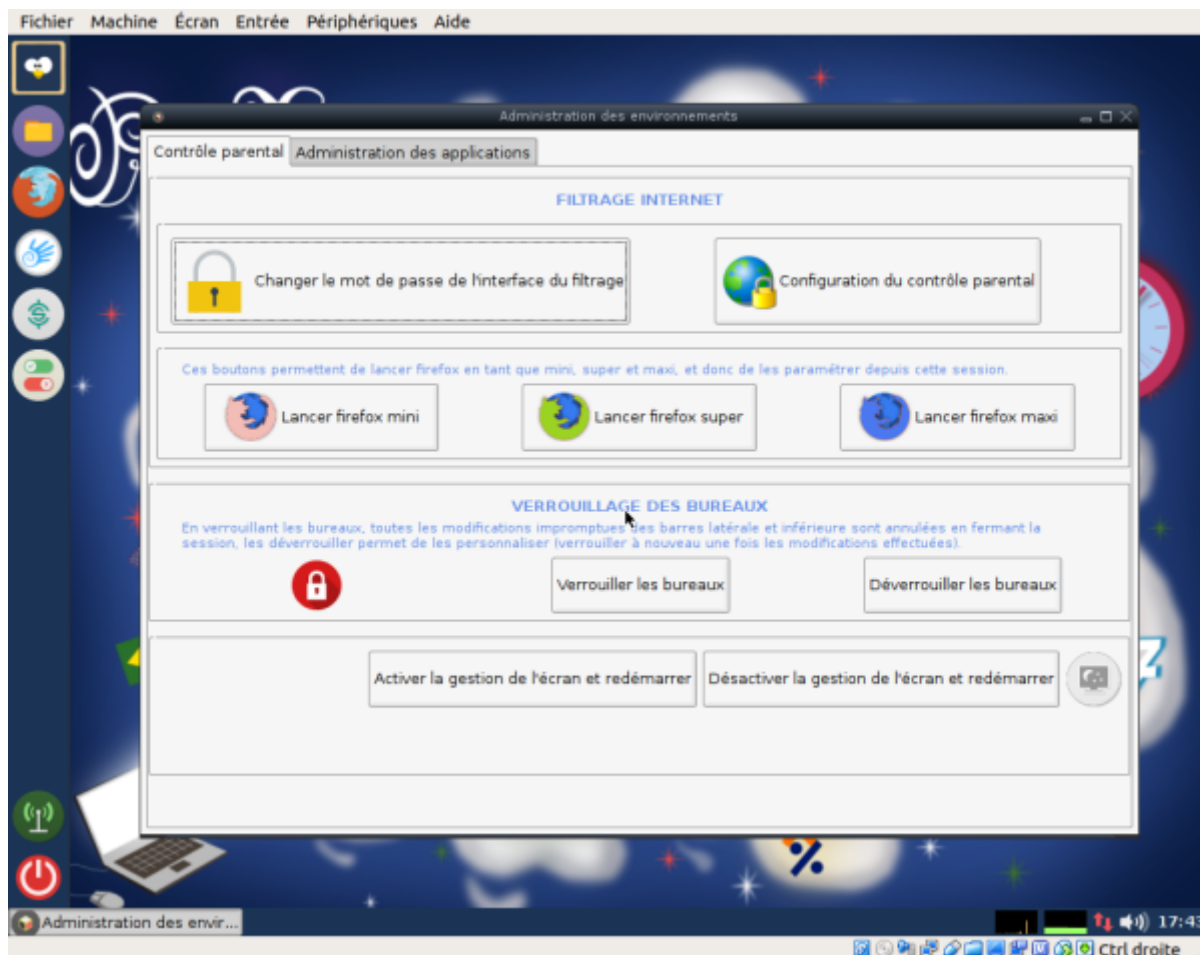 Fichier Machine Écran Entrée Périphériques Aide
Administration des environnements
Contrôle parental Administration des applications
FILTRAGE INTERNET
Changer le mot de passe de l'interface du filtrage Configuration du contrôle parental
Ces boutons permettent de lancer firefox en tant que mini, super et maxi, et donc de les paramétrer depuis cette session.
Lancer firefox mini Lancer firefox super Lancer firefox maxi
VERROUILLAGE DES BUREAUX
En verrouillant les bureaux, toutes les modifications impromptues des barres latérale et inférieure sont annulées en fermant la
session, les déverrouiller permet de les personnaliser (verrouiller à nouveau une fois les modifications effectuées).
Verrouiller les bureaux Déverrouiller les bureaux
Activer la gestion de l'écran et redémarrer Désactiver la gestion de l'écran et redémarrer
%
Administration des envir... 17:43
Ctrl droite